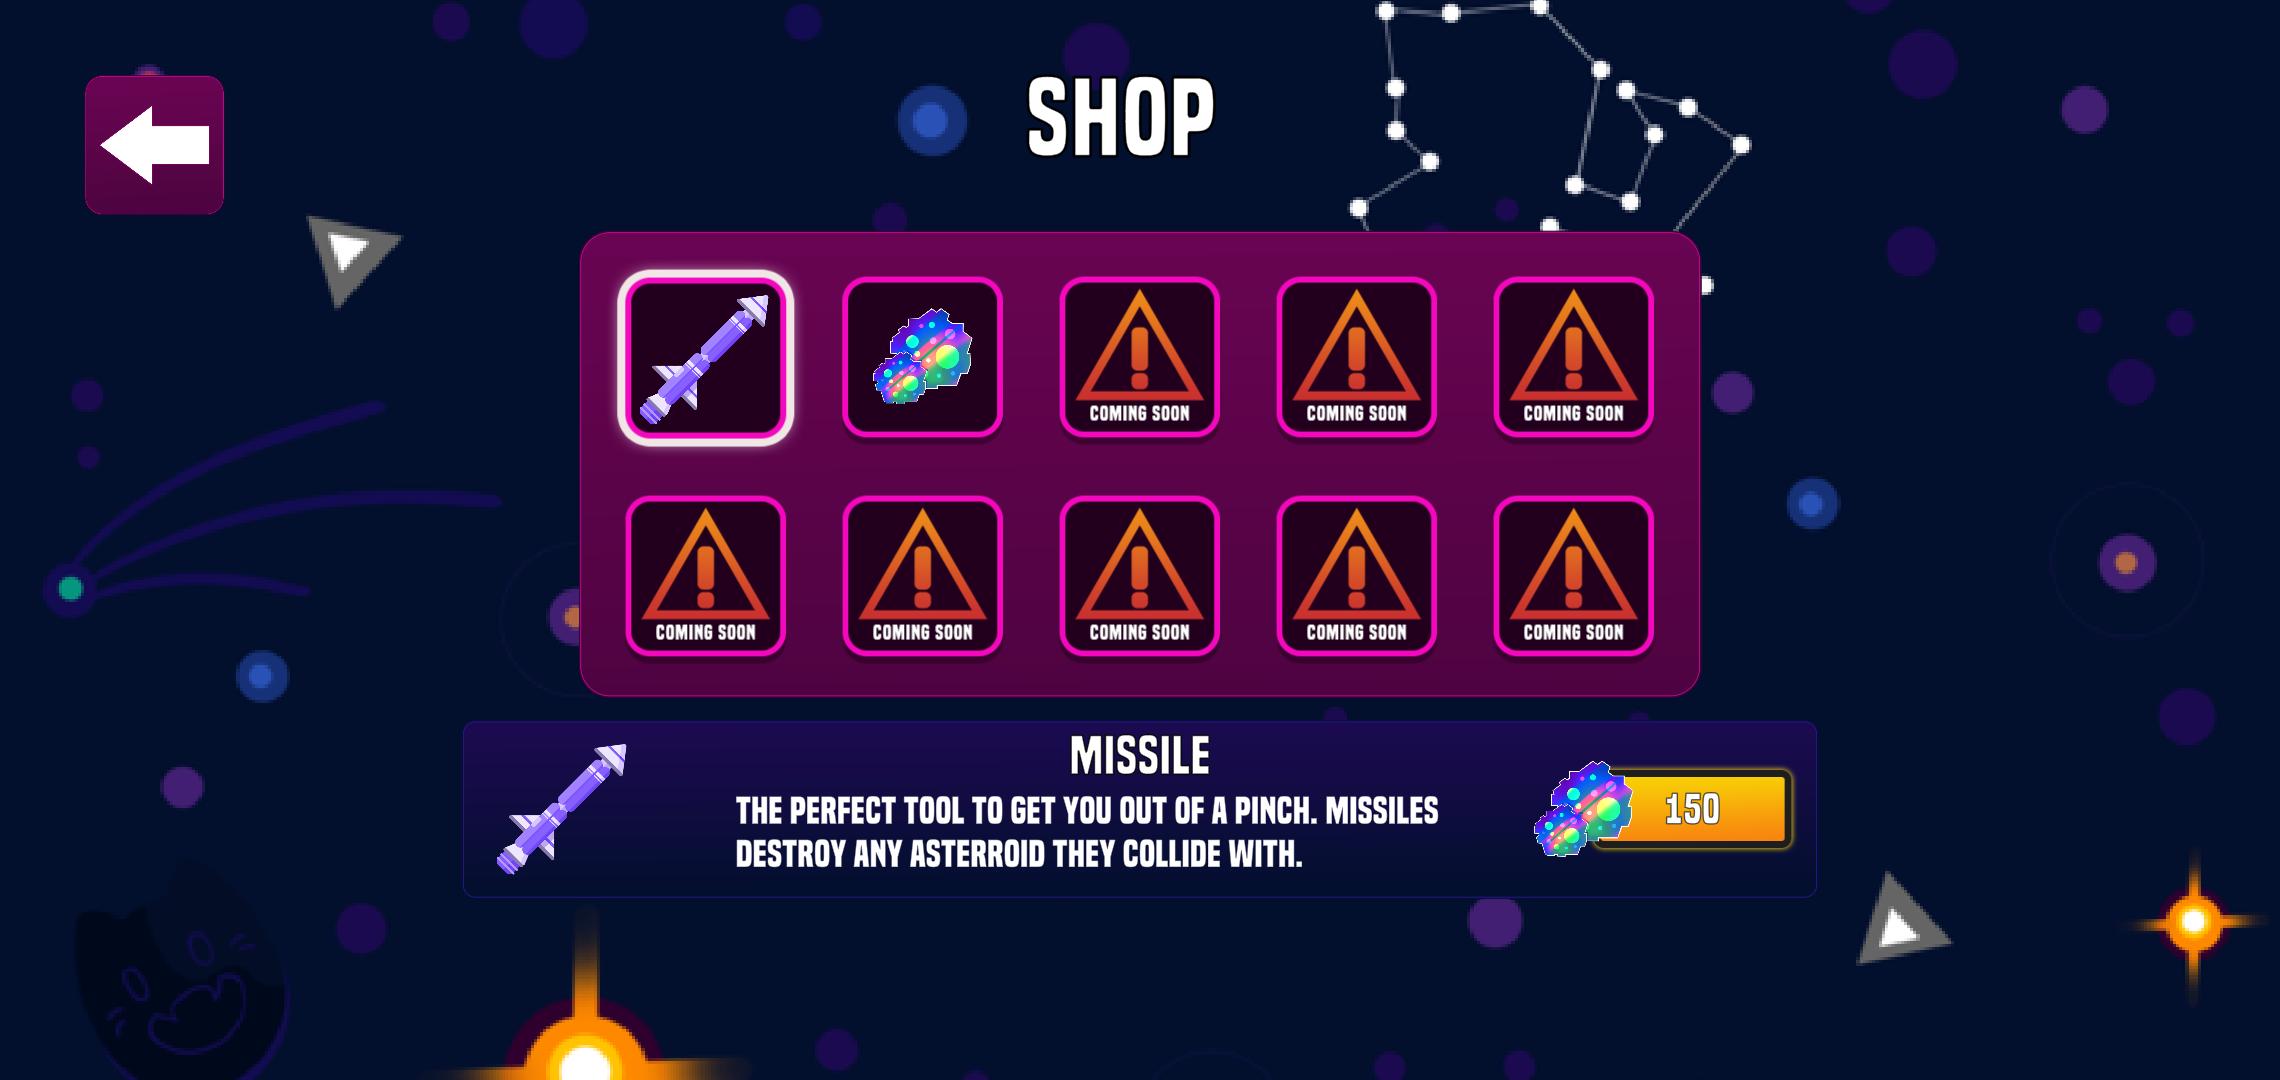 SHOP
COMING SOON
COMING SOON
COMING SOON
COMING SOON
COMING SOON
COMING SOON
COMING SOON
COMING SOON
MISSILE
THE PERFECT TOOL TO GET YOU OUT OF A PINCH. MISSILES
DESTROY ANY ASTERROID THEY COLLIDE WITH.
150